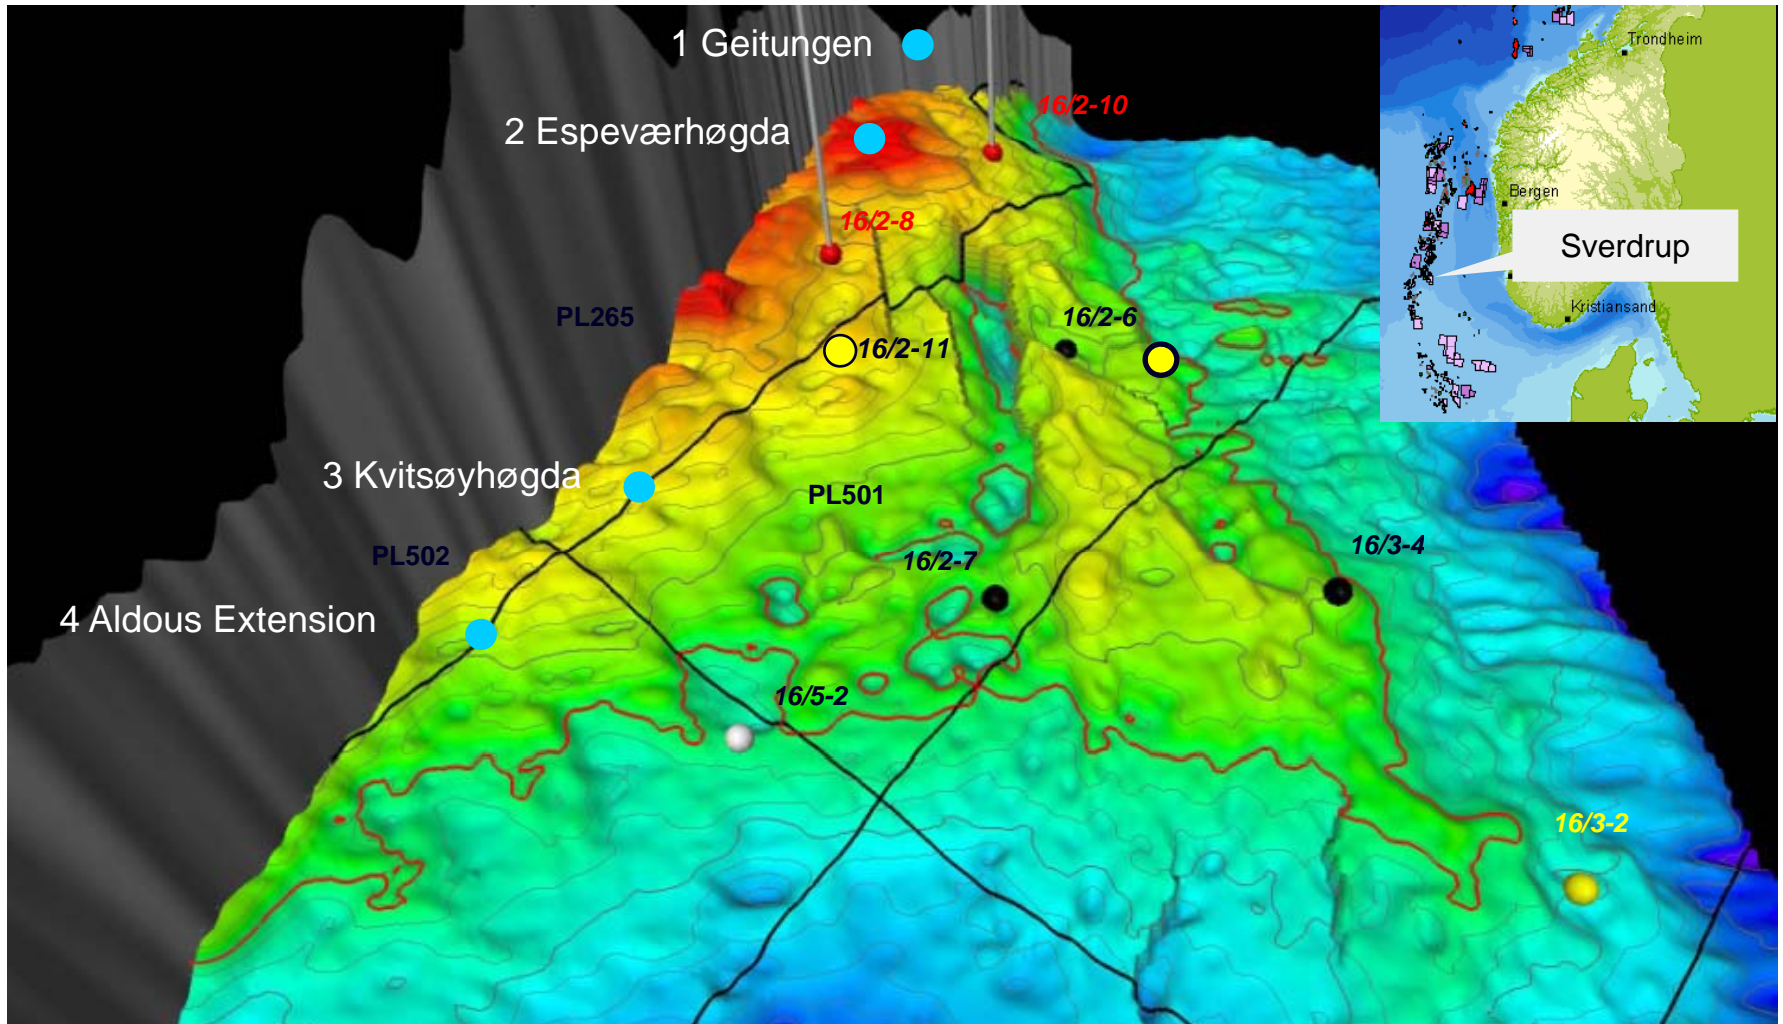 1 Geitungen
Trondheim
16/2-10
2 Espeværhøgda
Bergen
16/2-8
Sverdrup
Kristiansand
PL265
16/2-6
16/2-11
3 Kvitsøyhøgda
PL501
PL502
16/2-7
16/3-4
4 Aldous Extension
16/5-2
16/3-2